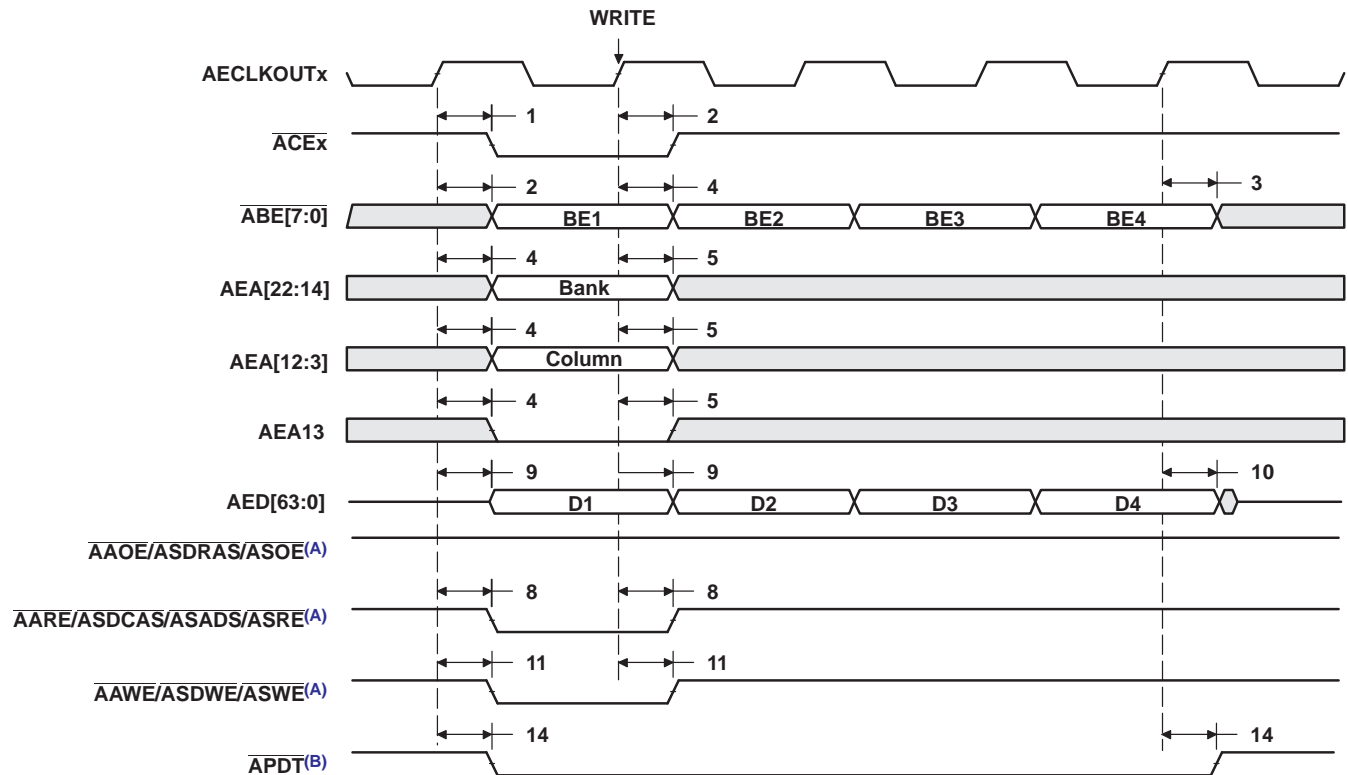 WRITE
AECLKOUTx
1 2
ACEx
2 4 3
ABE[7:0] BE1 BE2 BE3 BE4
4 5
AEA[22:14] Bank
4 5
AEA[12:3] Column
4 5
AEA13
9 9 10
AED[63:0] D1 D2 D3 D4
AAOE/ASDRAS/ASOE(A)
8 8
AARE/ASDCAS/ASADS/ASRE(A)
11 11
AAWE/ASDWE/ASWE(A)
14 14
APDT(B)